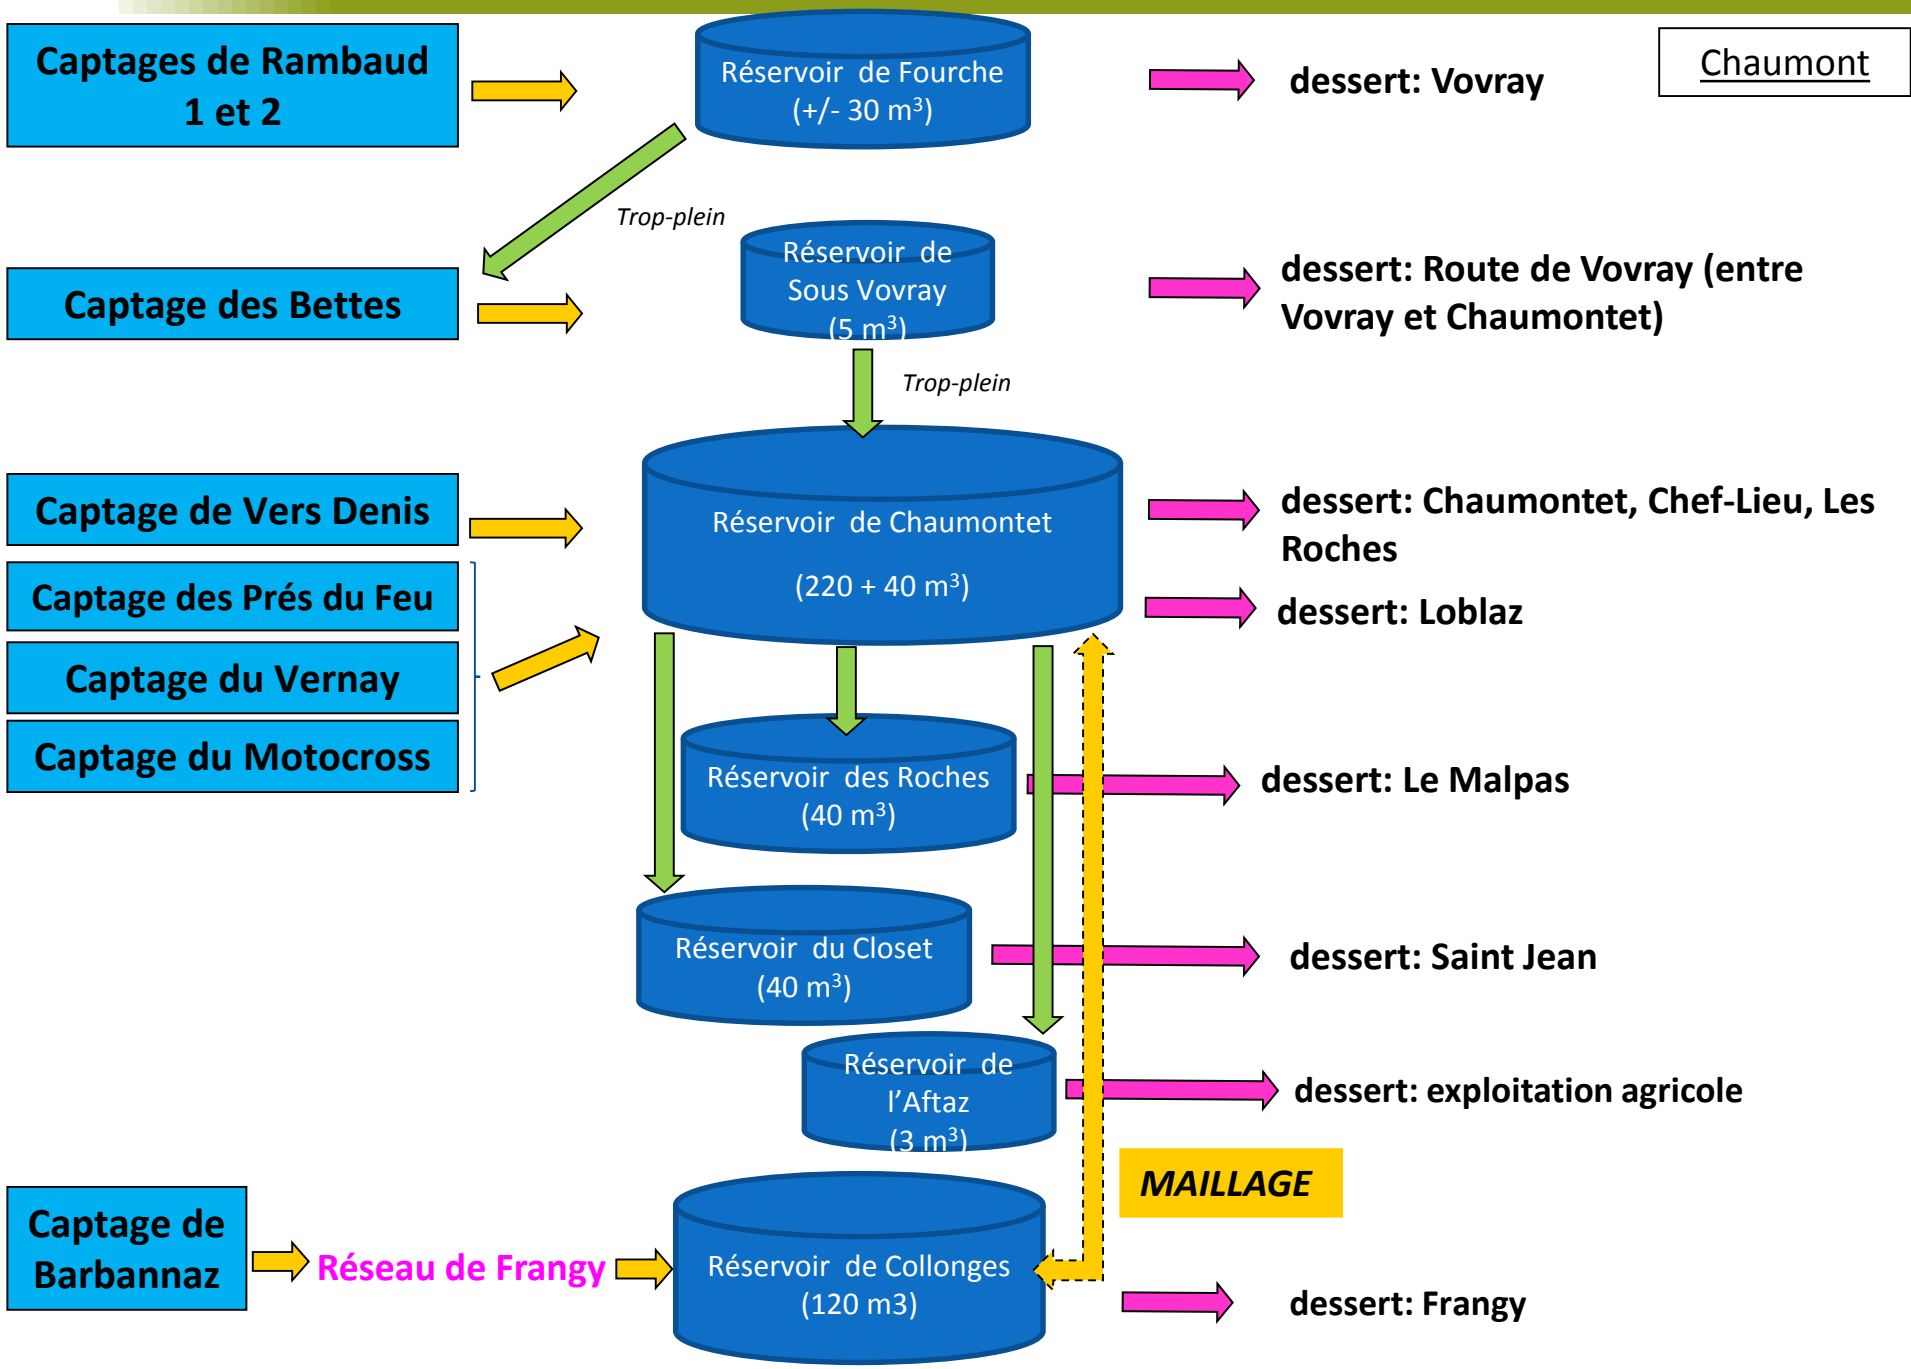 Captages de Rambaud
1 et 2
Réservoir de Fourche
(+/- 30 m³)
dessert: Vovray
Chaumont
Trop-plein
Captage des Bettes
Réservoir de
Sous Vovray
(5 m³)
dessert: Route de Vovray (entre
Vovray et Chaumontet)
Trop-plein
Captage de Vers Denis
Réservoir de Chaumontet
(220 + 40 m³)
dessert: Chaumontet, Chef-Lieu, Les
Roches
Captage des Prés du Feu
dessert: Loblaz
Captage du Vernay
Captage du Motocross
Réservoir des Roches
(40 m³)
dessert: Le Malpas
Réservoir du Closet
(40 m³)
dessert: Saint Jean
Réservoir de
l’Aftaz
(3 m³)
dessert: exploitation agricole
MAILLAGE
Captage de
Barbannaz
Réseau de Frangy
Réservoir de Collonges
(120 m3)
dessert: Frangy